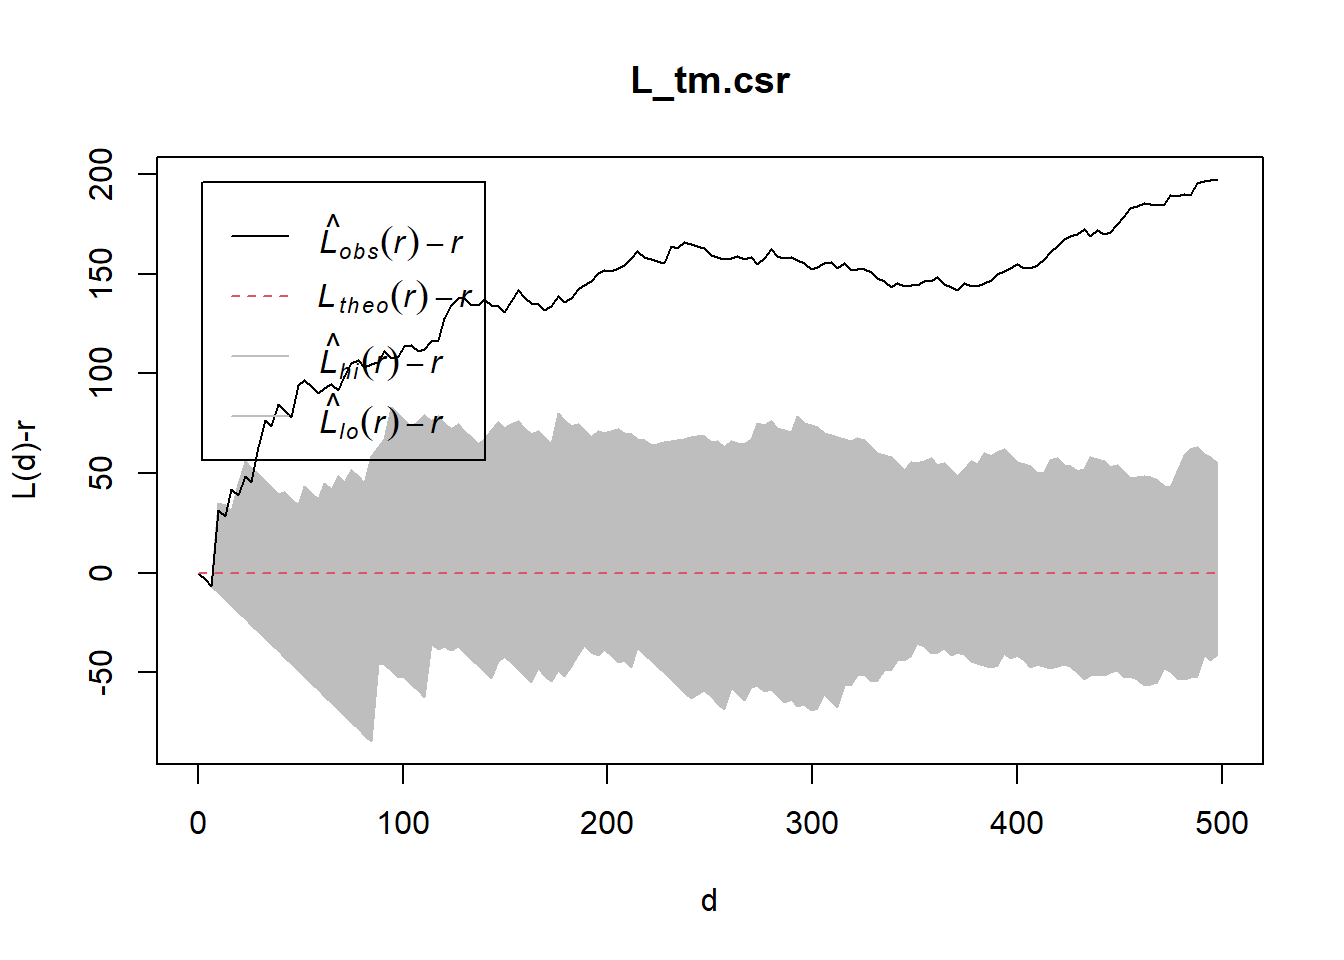 L_tm.csr
L(d)-r
200
150
100
50
0
-50
L̂obs(r) − r
Ltheo(r) − r
L̂hi(r) − r
L̂lo(r) − r
0 100 200 300 400 500
d